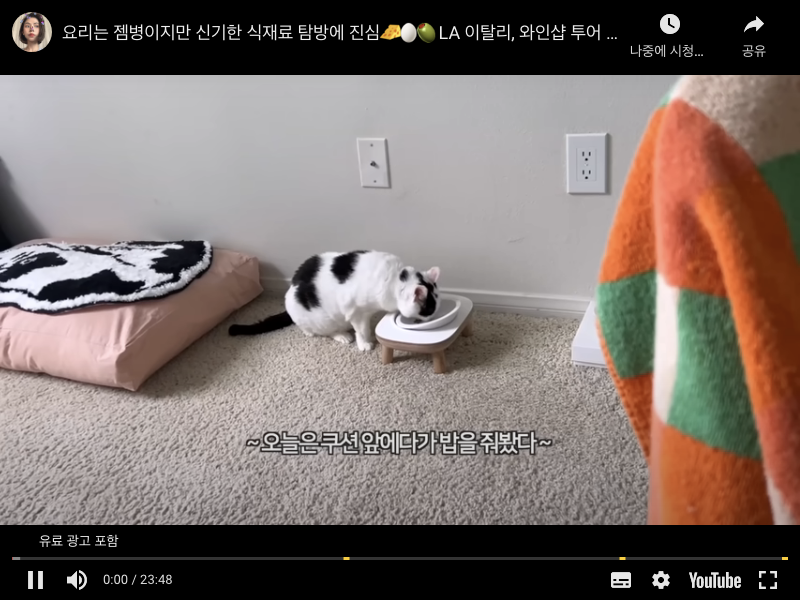 요리는 젬병이지만 신기한 식재료 탐방에 진심🧀🥚🥭 LA 이탈리, 와인샵 투어 ...
나중에 시청...
공유
~ 오늘은 쿠션 앞에다가 밥을 줘봤다 ~
유료 광고 포함
0:00 / 23:48
YouTube